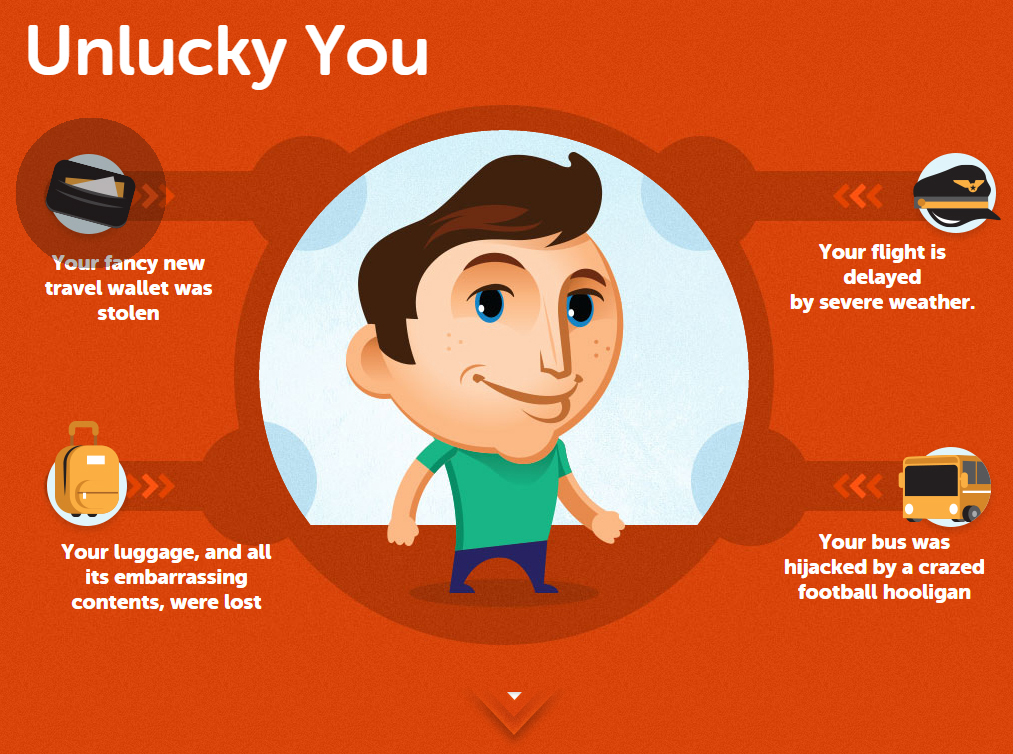 Unlucky You
Your fancy new
travel wallet was
stolen
Your flight is
delayed
by severe weather.
Your luggage, and all
its embarrassing
contents, were lost
Your bus was
hijacked by a crazed
football hooligan